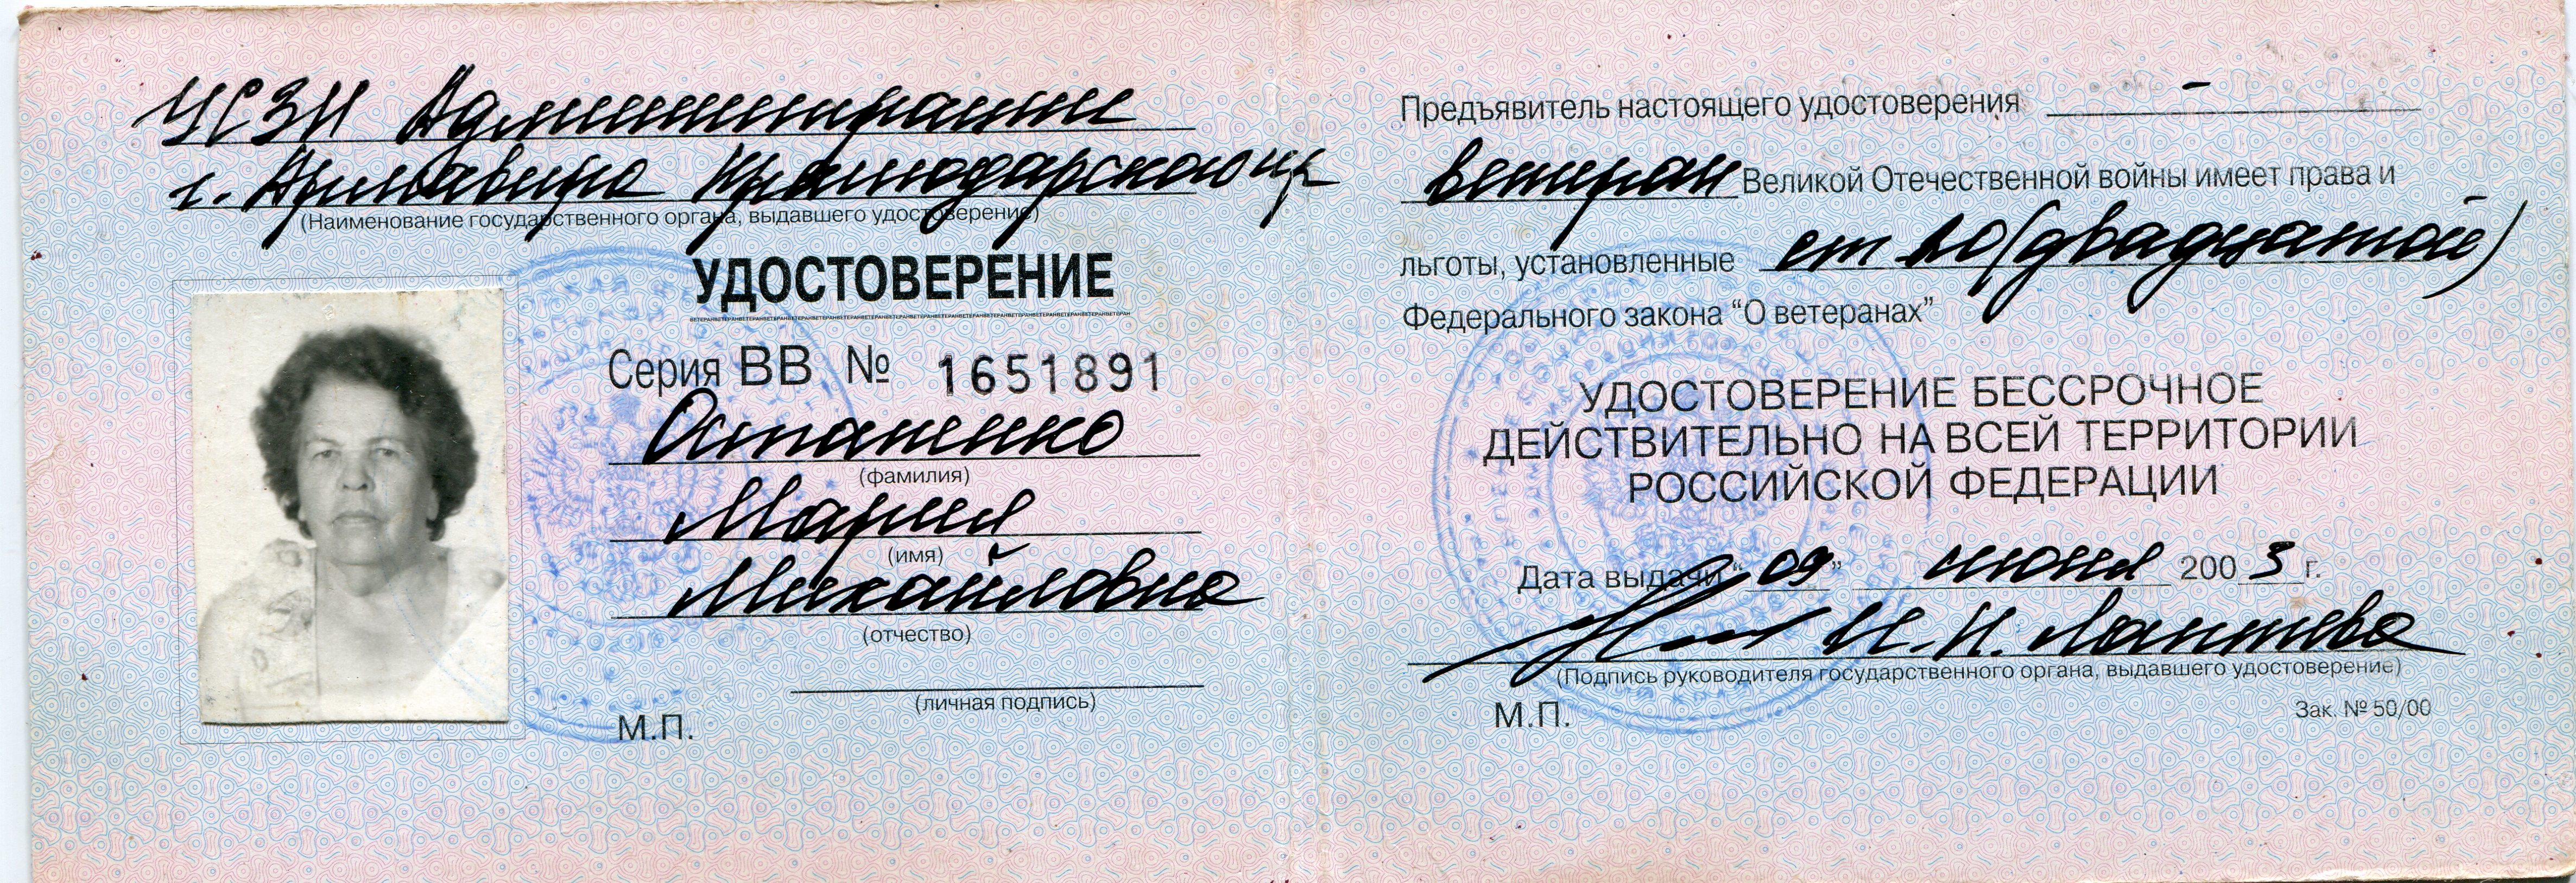 УСЗН Администрации
г. Армавира Краснодарского кр
(Наименование государственного органа, выдавшего удостоверение)
УДОСТОВЕРЕНИЕ
Серия ВВ № 1651891
Остапенко
(фамилия)
Мария
(имя)
Михайловна
(отчество)
(личная подпись)
М.П.
Предъявитель настоящего удостоверения –
ветеран Великой Отечественной войны имеет права и
льготы, установленные ст 20 (двадцатой)
Федерального закона “О ветеранах”
УДОСТОВЕРЕНИЕ БЕССРОЧНОЕ
ДЕЙСТВИТЕЛЬНО НА ВСЕЙ ТЕРРИТОРИИ
РОССИЙСКОЙ ФЕДЕРАЦИИ
Дата выдачи “09” июня 2003 г.
Лаптева
(Подпись руководителя государственного органа, выдавшего удостоверение)
М.П.
Зак. № 50/00